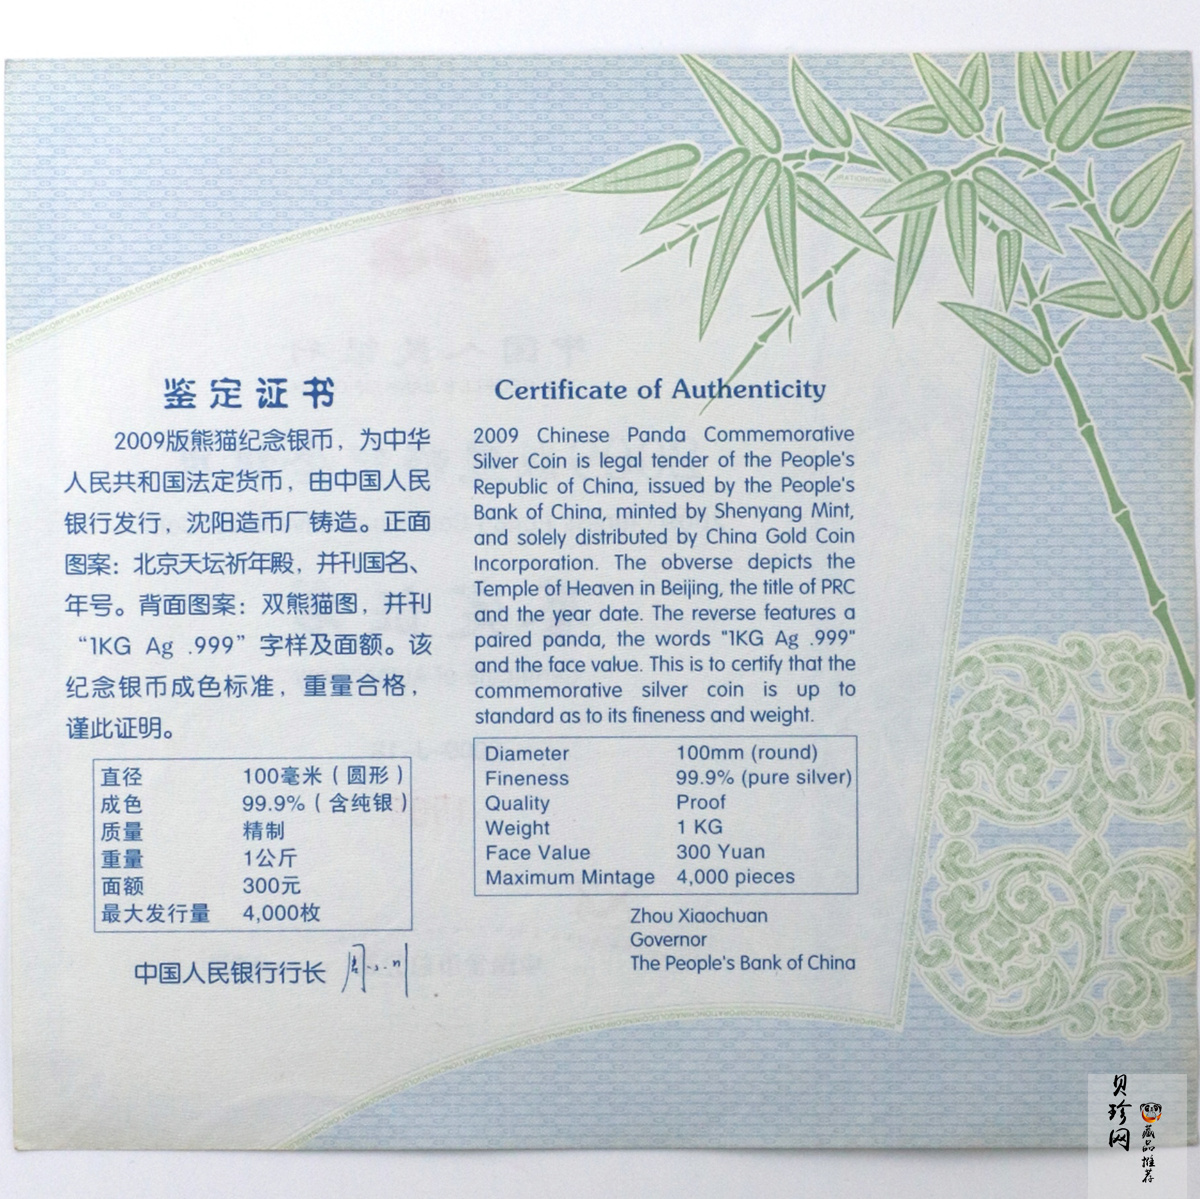 鉴定证书
2009版熊猫纪念银币，为中华
人民共和国法定货币，由中国人民
银行发行，沈阳造币厂铸造。正面
图案：北京天坛祈年殿，并刊国名、
年号。背面图案：双熊猫图，并刊
“1KG Ag .999”字样及面额。该
纪念银币成色标准，重量合格，
谨此证明。
直径 100毫米（圆形）
成色 99.9%（含纯银）
质量 精制
重量 1公斤
面额 300元
最大发行量 4,000枚
中国人民银行行长
Certificate of Authenticity
2009 Chinese Panda Commemorative
Silver Coin is legal tender of the People's
Republic of China, issued by the People's
Bank of China, minted by Shenyang Mint,
and solely distributed by China Gold Coin
Incorporation. The obverse depicts the
Temple of Heaven in Beijing, the title of PRC
and the year date. The reverse features a
paired panda, the words "1KG Ag .999"
and the face value. This is to certify that the
commemorative silver coin is up to
standard as to its fineness and weight.
Diameter 100mm (round)
Fineness 99.9% (pure silver)
Quality Proof
Weight 1 KG
Face Value 300 Yuan
Maximum Mintage 4,000 pieces
Zhou Xiaochuan
Governor
The People's Bank of China
贝珍网
藏品推荐